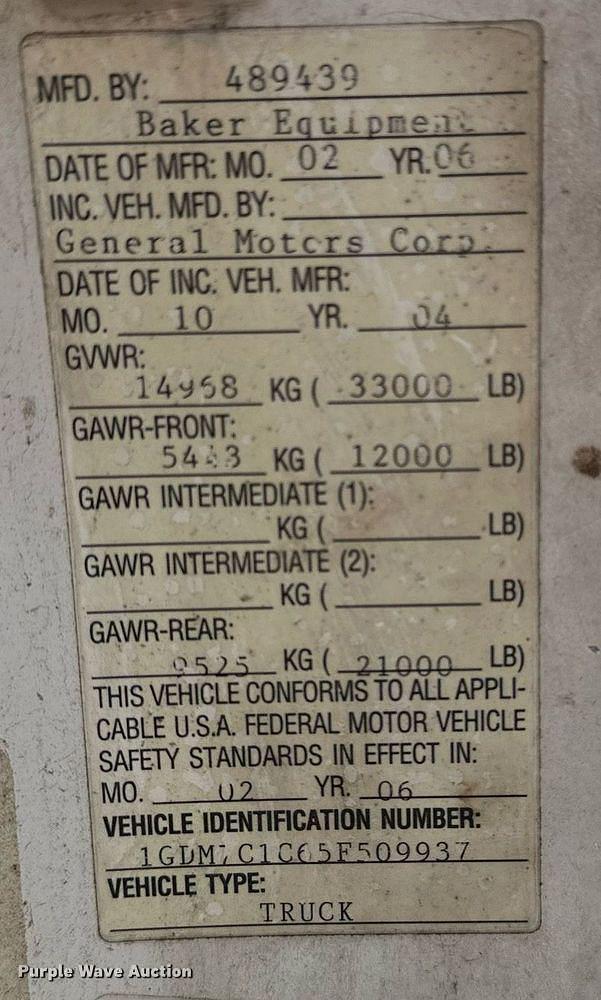 MFD. BY: 489439
Baker Equipment
DATE OF MFR: MO. 02 YR. 06
INC. VEH. MFD. BY:
General Motors Corp.
DATE OF INC. VEH. MFR:
MO. 10 YR. 04
GVWR:
14968 KG ( 33000 LB)
GAWR-FRONT:
5443 KG ( 12000 LB)
GAWR INTERMEDIATE (1):
KG ( LB)
GAWR INTERMEDIATE (2):
KG ( LB)
GAWR-REAR:
9525 KG ( 21000 LB)
THIS VEHICLE CONFORMS TO ALL APPLI-
CABLE U.S.A. FEDERAL MOTOR VEHICLE
SAFETY STANDARDS IN EFFECT IN:
MO. 02 YR. 06
VEHICLE IDENTIFICATION NUMBER:
1GDM7C1C65F509937
VEHICLE TYPE:
TRUCK
Purple Wave Auction